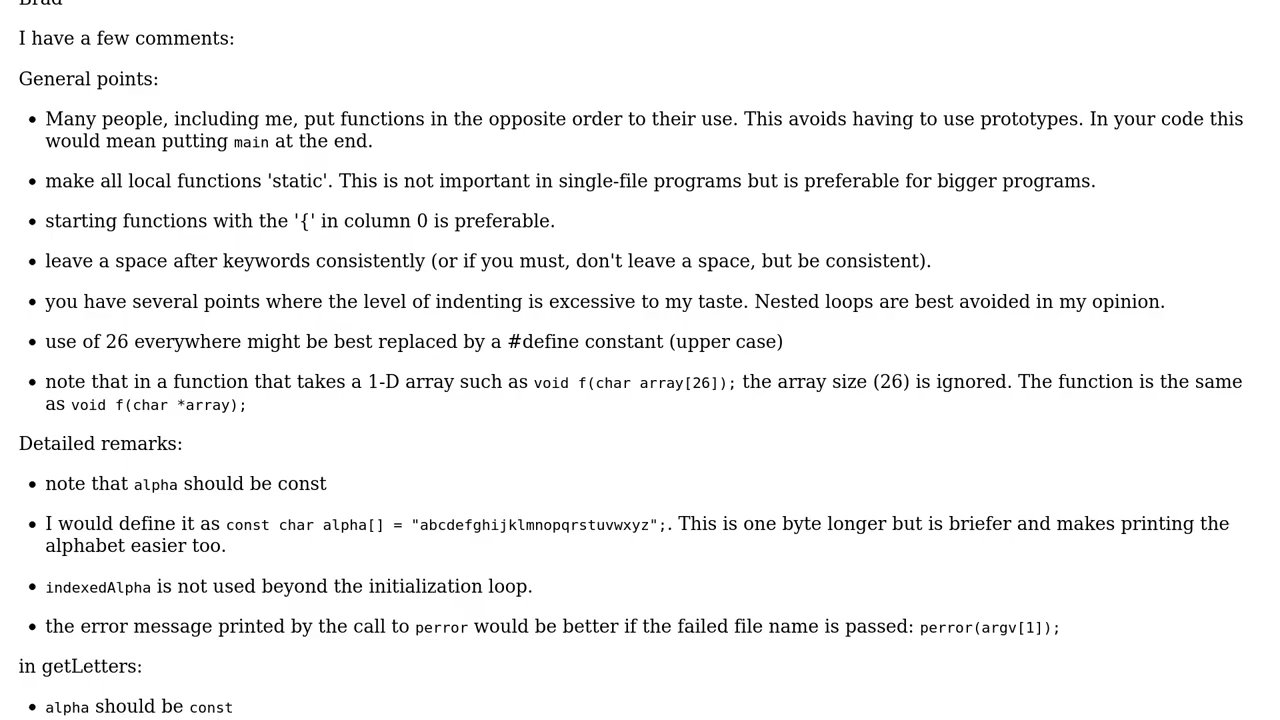 Brad
I have a few comments:
General points:
• Many people, including me, put functions in the opposite order to their use. This avoids having to use prototypes. In your code this
would mean putting main at the end.
• make all local functions 'static'. This is not important in single-file programs but is preferable for bigger programs.
• starting functions with the '{' in column 0 is preferable.
• leave a space after keywords consistently (or if you must, don't leave a space, but be consistent).
• you have several points where the level of indenting is excessive to my taste. Nested loops are best avoided in my opinion.
• use of 26 everywhere might be best replaced by a #define constant (upper case)
• note that in a function that takes a 1-D array such as void f(char array[26]); the array size (26) is ignored. The function is the same
as void f(char *array);
Detailed remarks:
• note that alpha should be const
• I would define it as const char alpha[] = "abcdefghijklmnopqrstuvwxyz";. This is one byte longer but is briefer and makes printing the
alphabet easier too.
• indexedAlpha is not used beyond the initialization loop.
• the error message printed by the call to perror would be better if the failed file name is passed: perror(argv[1]);
in getLetters:
• alpha should be const